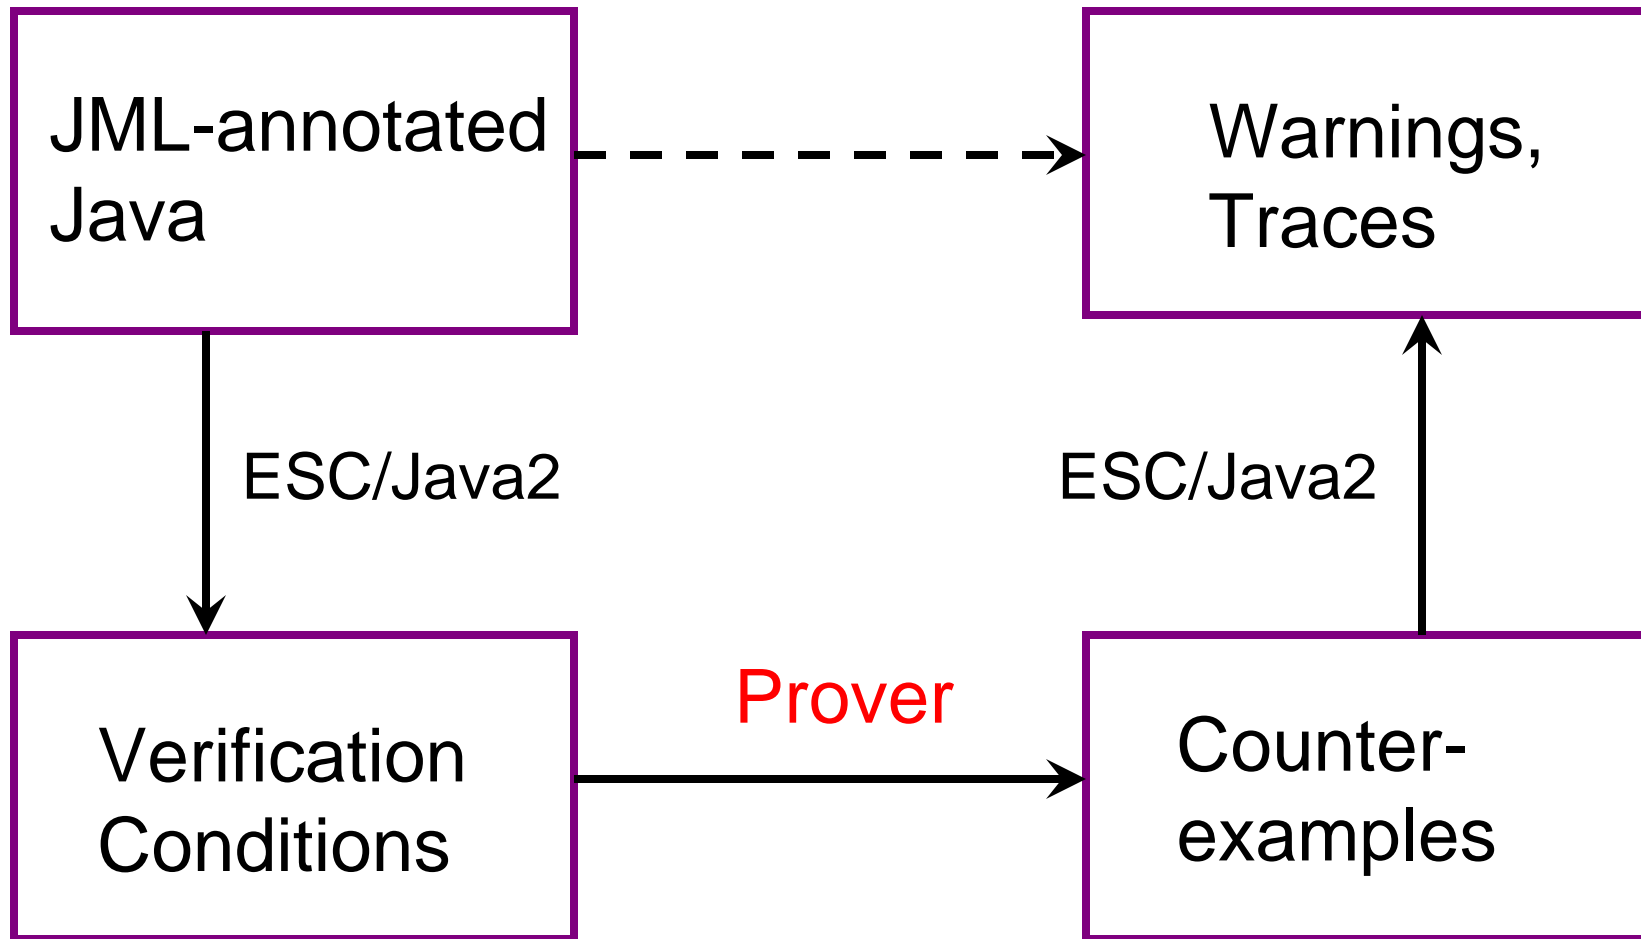 JML-annotated
Java
Warnings,
Traces
ESC/Java2
ESC/Java2
Prover
Verification
Conditions
Counter-
examples